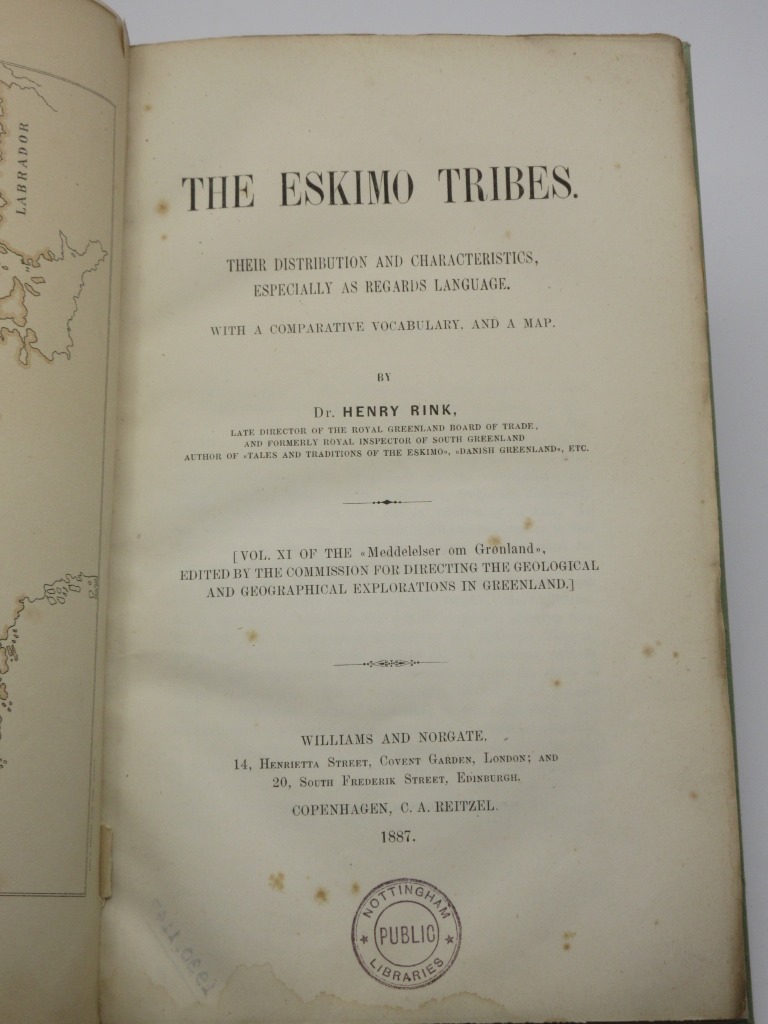 LABRADOR
THE ESKIMO TRIBES.
THEIR DISTRIBUTION AND CHARACTERISTICS,
ESPECIALLY AS REGARDS LANGUAGE.
WITH A COMPARATIVE VOCABULARY, AND A MAP.
BY
Dr. HENRY RINK,
LATE DIRECTOR OF THE ROYAL GREENLAND BOARD OF TRADE,
AND FORMERLY ROYAL INSPECTOR OF SOUTH GREENLAND
AUTHOR OF «TALES AND TRADITIONS OF THE ESKIMO», «DANISH GREENLAND», ETC.
[VOL. XI OF THE «Meddelelser om Grønland»,
EDITED BY THE COMMISSION FOR DIRECTING THE GEOLOGICAL
AND GEOGRAPHICAL EXPLORATIONS IN GREENLAND.]
WILLIAMS AND NORGATE,
14, HENRIETTA STREET, COVENT GARDEN, LONDON; AND
20, SOUTH FREDERIK STREET, EDINBURGH.
COPENHAGEN, C. A. REITZEL.
1887.
NOTTINGHAM
PUBLIC
LIBRARIES